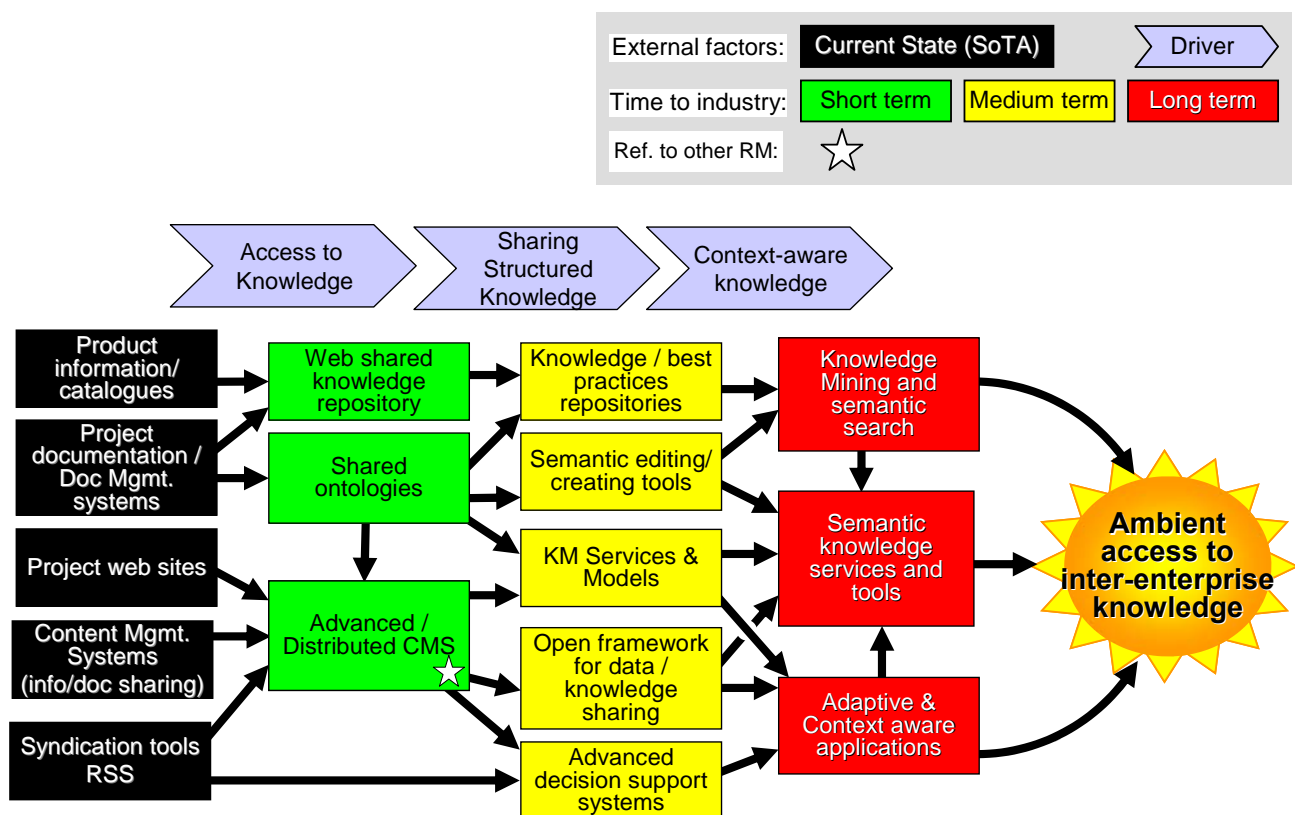 External factors:
Current State (SoTA)
Driver
Time to industry:
Short term
Medium term
Long term
Ref. to other RM:
Access to
Knowledge
Sharing
Structured
Knowledge
Context-aware
knowledge
Product
information/
catalogues
Project
documentation /
Doc Mgmt.
systems
Project web sites
Content Mgmt.
Systems
(info/doc sharing)
Syndication tools
RSS
Web shared
knowledge
repository
Shared
ontologies
Advanced /
Distributed CMS
Knowledge / best
practices
repositories
Semantic editing/
creating tools
KM Services &
Models
Open framework
for data /
knowledge
sharing
Advanced
decision support
systems
Knowledge
Mining and
semantic
search
Semantic
knowledge
services and
tools
Adaptive &
Context aware
applications
Ambient
access to
inter-enterprise
knowledge